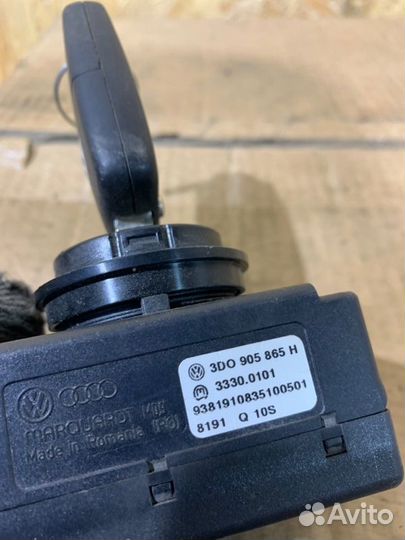 3D0 905 865 H
3330.0101
9381910835100501
8191 Q 10S
MARQUARDT
Made in Romania (RO)
Avito